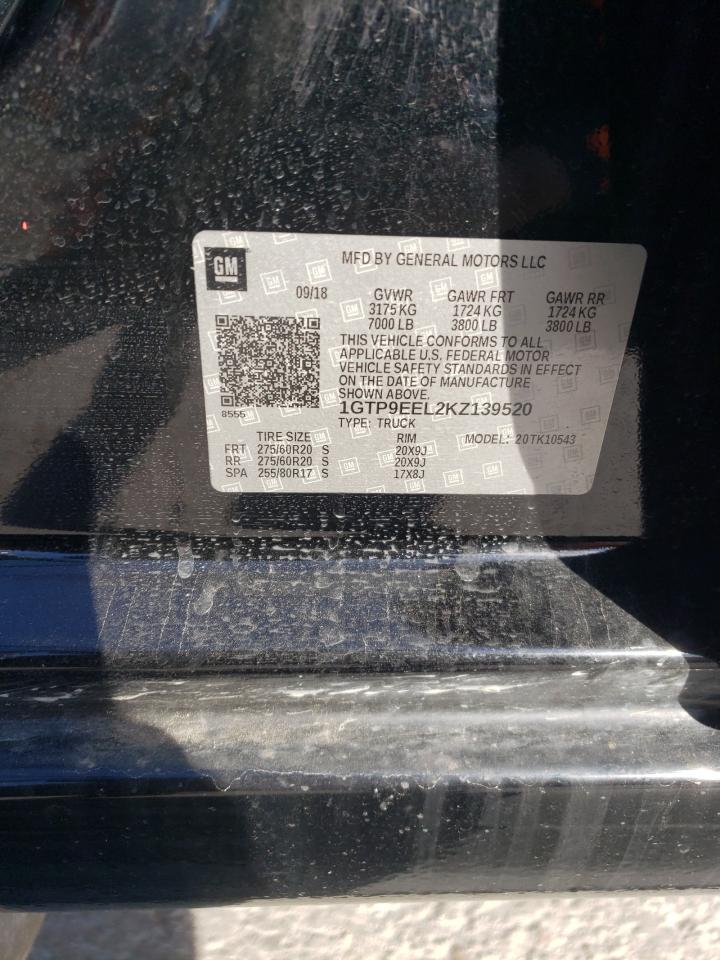 GM
MFD BY GENERAL MOTORS LLC
09/18 GVWR GAWR FRT GAWR RR
3175 KG 1724 KG 1724 KG
7000 LB 3800 LB 3800 LB
THIS VEHICLE CONFORMS TO ALL
APPLICABLE U.S. FEDERAL MOTOR
VEHICLE SAFETY STANDARDS IN EFFECT
ON THE DATE OF MANUFACTURE
SHOWN ABOVE.
8555
1GTP9EEL2KZ139520
TYPE: TRUCK
TIRE SIZE RIM MODEL: 20TK10543
FRT 275/60R20 S 20X9J
RR 275/60R20 S 20X9J
SPA 255/80R17 S 17X8J